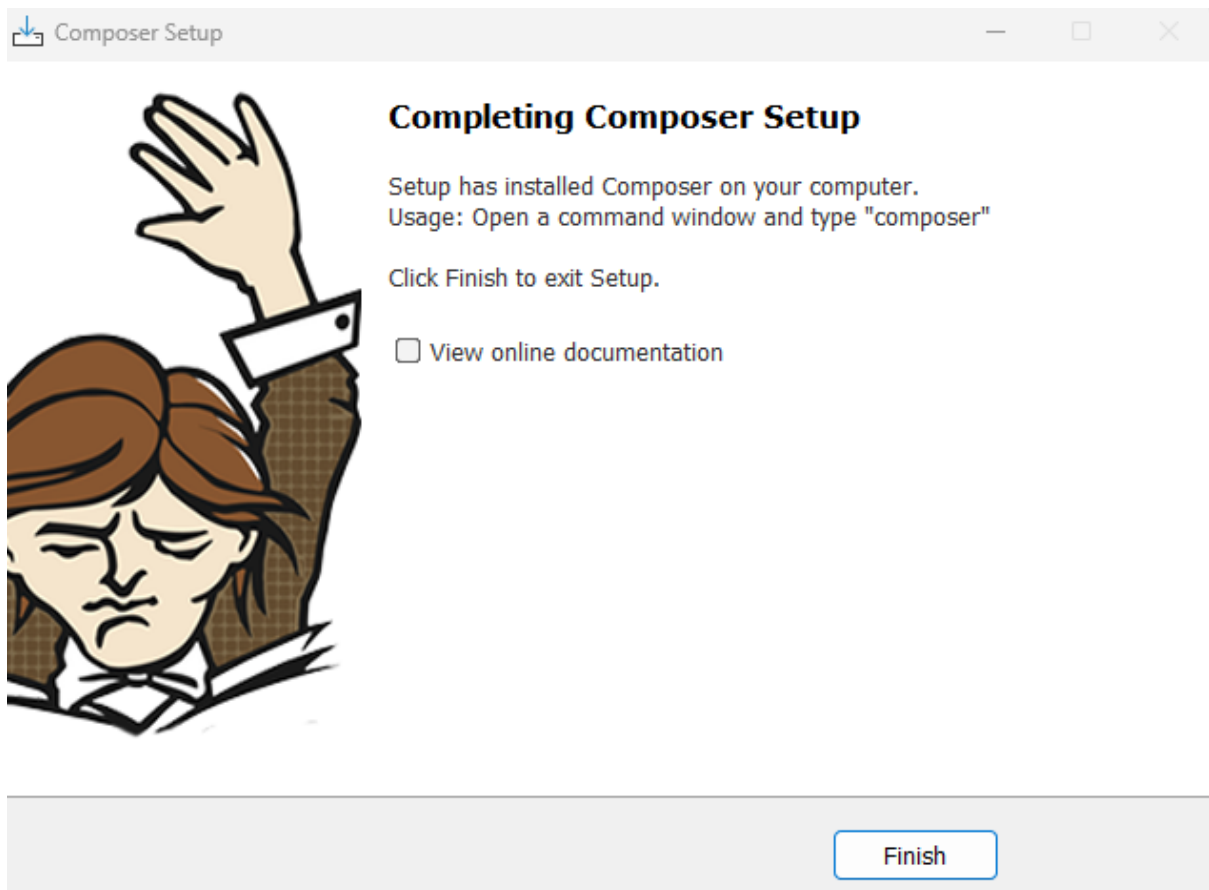 Composer Setup
Completing Composer Setup
Setup has installed Composer on your computer.
Usage: Open a command window and type "composer"
Click Finish to exit Setup.
View online documentation
Finish